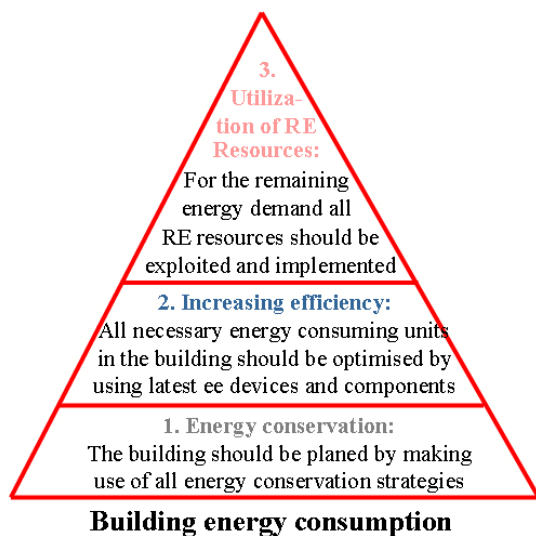 3.
Utiliza-
tion of RE
Resources:
For the remaining
energy demand all
RE resources should be
exploited and implemented
2. Increasing efficiency:
All necessary energy consuming units
in the building should be optimised by
using latest ee devices and components
1. Energy conservation:
The building should be planed by making
use of all energy conservation strategies
Building energy consumption